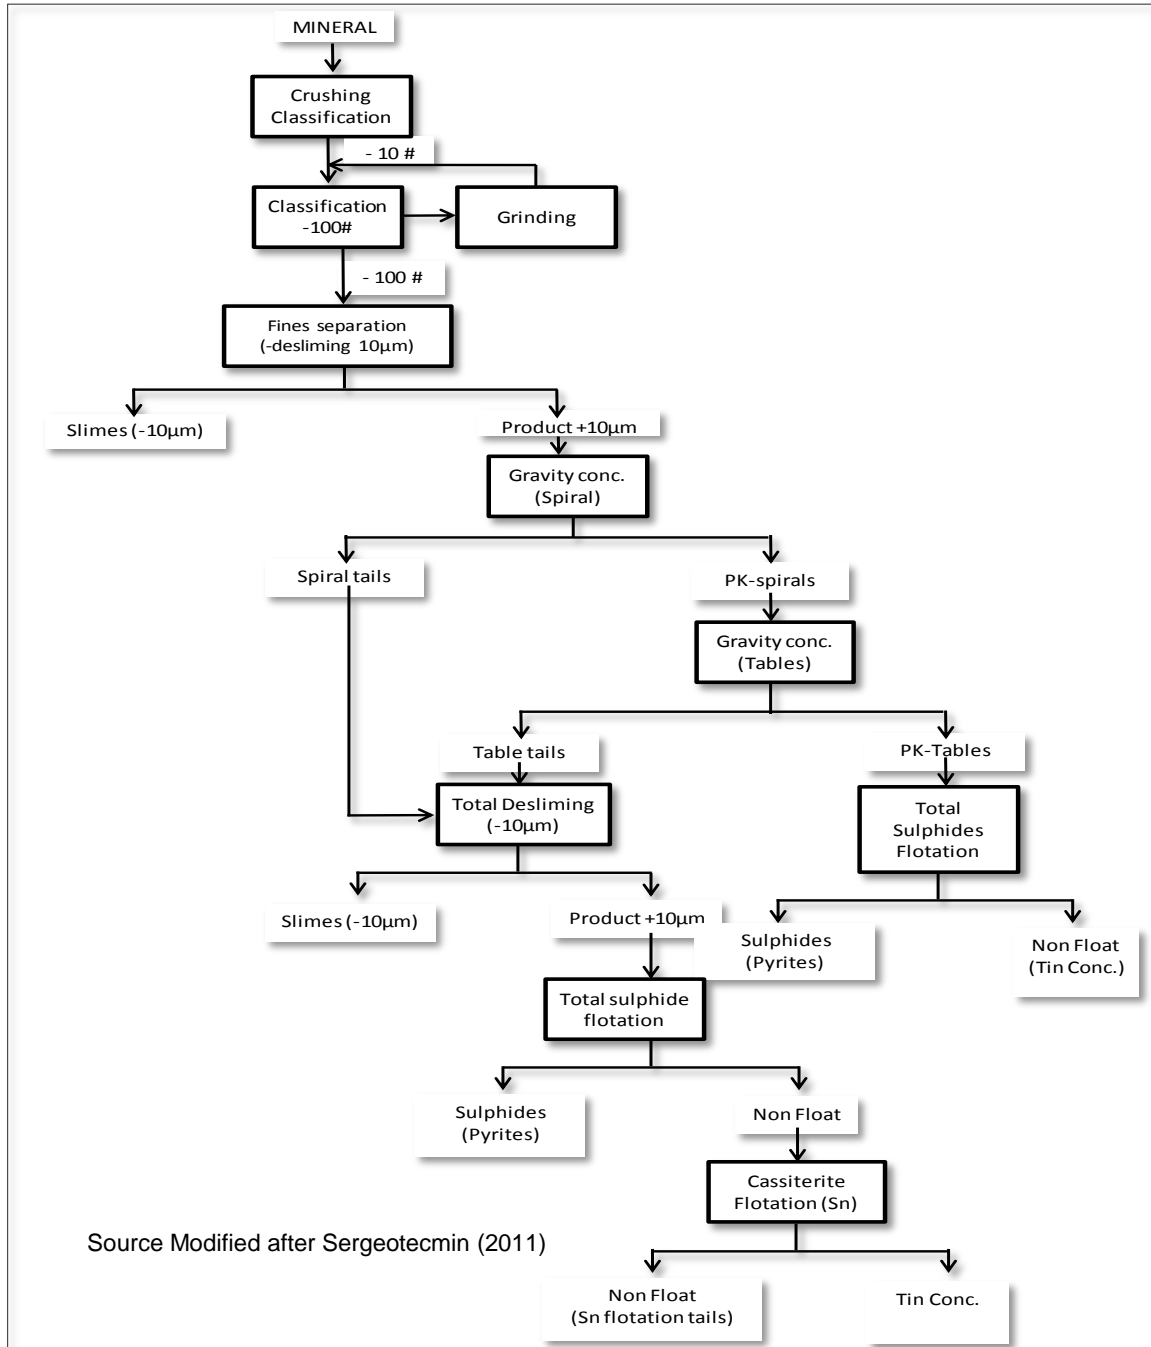 MINERAL
Crushing
Classification
- 10 #
Classification
-100#
Grinding
- 100 #
Fines separation
(-desliming 10µm)
Slimes (-10µm)
Product +10µm
Gravity conc.
(Spiral)
Spiral tails
PK-spirals
Gravity conc.
(Tables)
Table tails
PK-Tables
Total Desliming
(-10µm)
Total
Sulphides
Flotation
Slimes (-10µm)
Product +10µm
Sulphides
(Pyrites)
Non Float
(Tin Conc.)
Total sulphide
flotation
Sulphides
(Pyrites)
Non Float
Cassiterite
Flotation (Sn)
Source Modified after Sergeotecmin (2011)
Non Float
(Sn flotation tails)
Tin Conc.